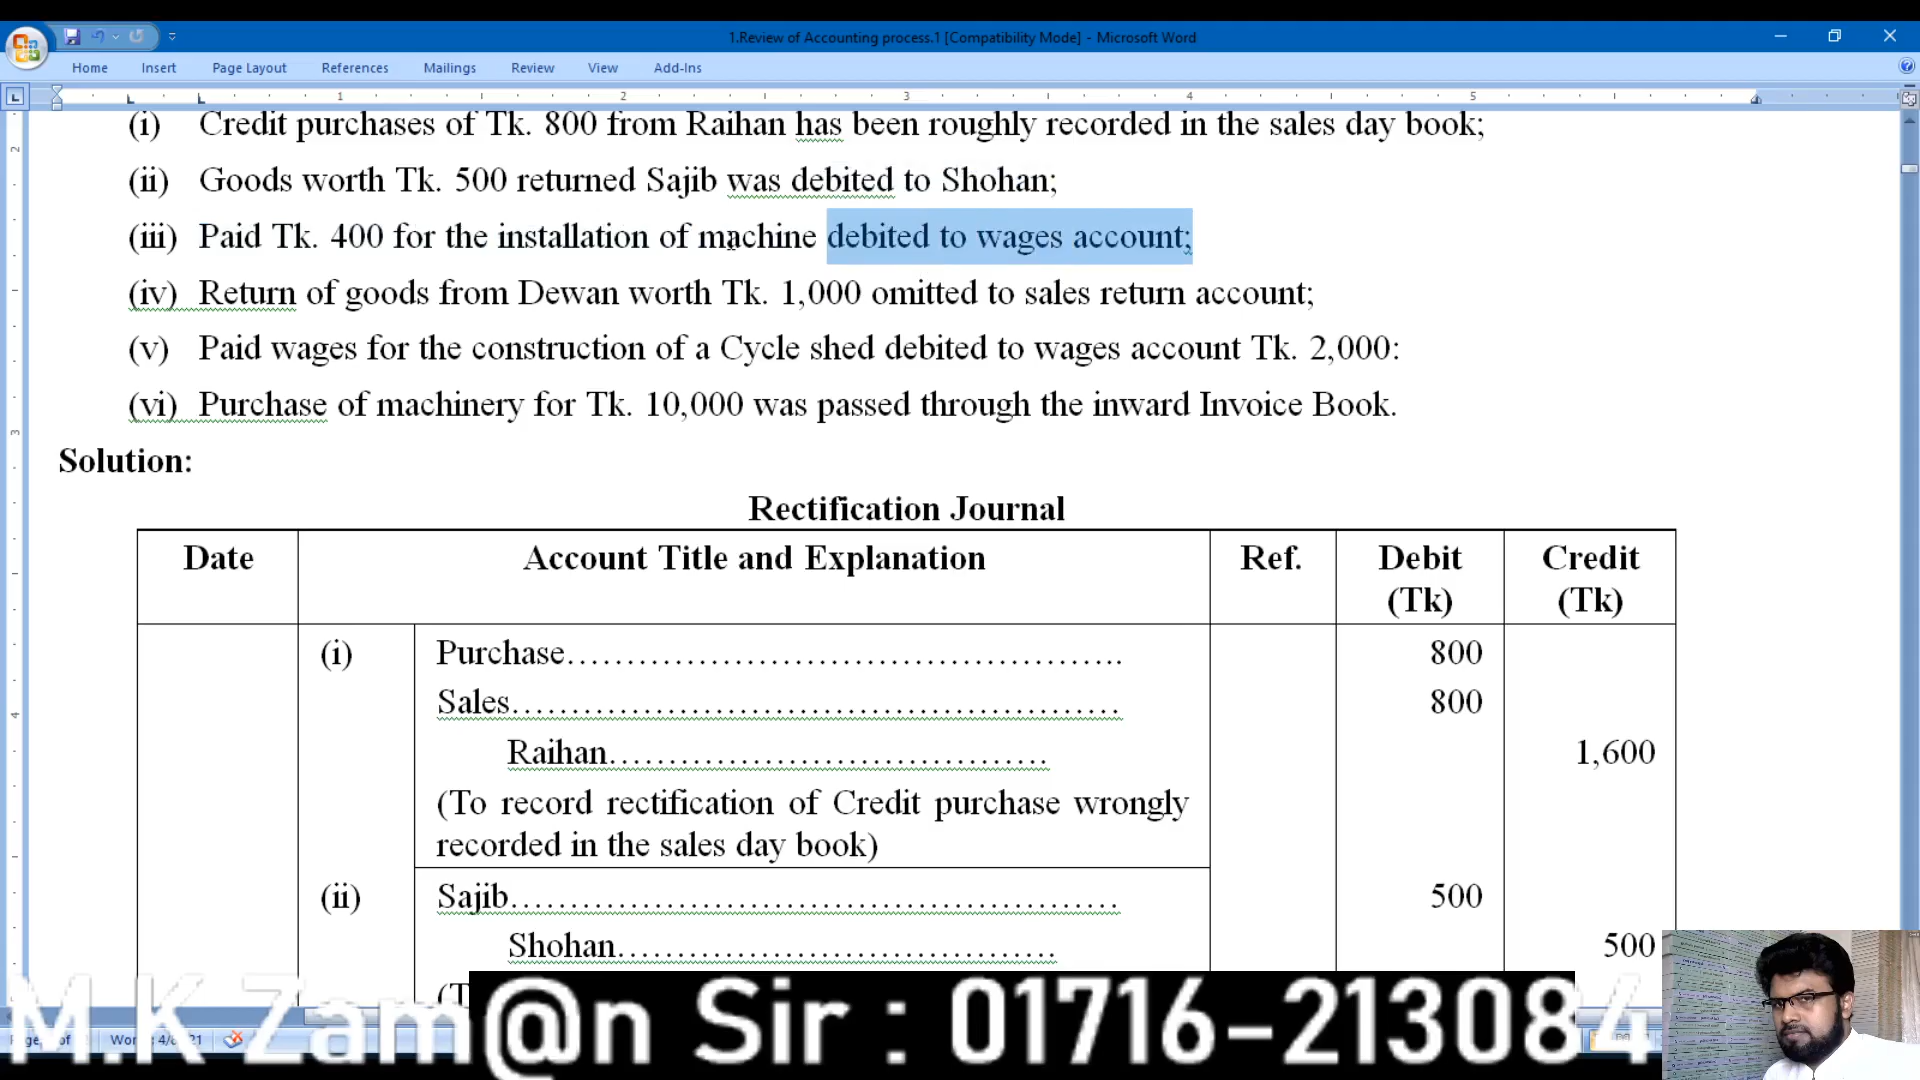 1.Review of Accounting process.1 [Compatibility Mode] - Microsoft Word
Home Insert Page Layout References Mailings Review View Add-Ins
1 2 3 4 5
(i) Credit purchases of Tk. 800 from Raihan has been roughly recorded in the sales day book;
(ii) Goods worth Tk. 500 returned Sajib was debited to Shohan;
(iii) Paid Tk. 400 for the installation of machine debited to wages account;
(iv) Return of goods from Dewan worth Tk. 1,000 omitted to sales return account;
(v) Paid wages for the construction of a Cycle shed debited to wages account Tk. 2,000:
(vi) Purchase of machinery for Tk. 10,000 was passed through the inward Invoice Book.
Solution:
Rectification Journal
Date Account Title and Explanation Ref. Debit (Tk) Credit (Tk)
(i) Purchase…………………………………………………. 800
Sales……………………………………………………… 800
Raihan……………………………………… 1,600
(To record rectification of Credit purchase wrongly
recorded in the sales day book)
(ii) Sajib……………………………………………………… 500
Shohan……………………………………… 500
(T
M.K Zam@n Sir : 01716-213084